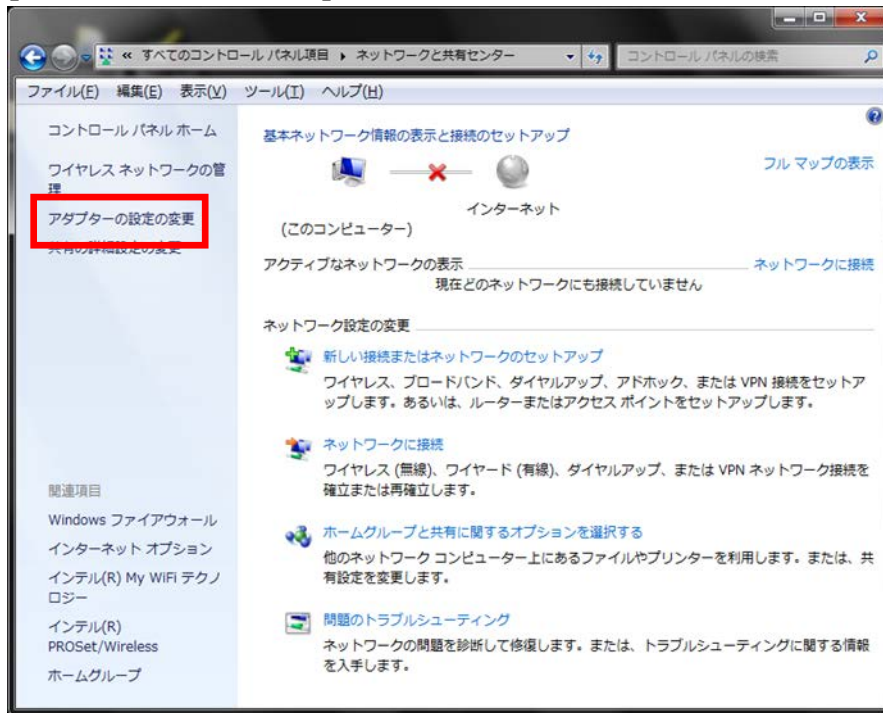 « すべてのコントロール パネル項目 ▸ ネットワークと共有センター
コントロール パネルの検索
ファイル(F) 編集(E) 表示(V) ツール(T) ヘルプ(H)
コントロール パネル ホーム
ワイヤレス ネットワークの管
理
アダプターの設定の変更
共有の詳細設定の変更
関連項目
Windows ファイアウォール
インターネット オプション
インテル(R) My WiFi テクノ
ロジー
インテル(R)
PROSet/Wireless
ホームグループ
基本ネットワーク情報の表示と接続のセットアップ
フル マップの表示
インターネット
(このコンピューター)
アクティブなネットワークの表示
ネットワークに接続
現在どのネットワークにも接続していません
ネットワーク設定の変更
新しい接続またはネットワークのセットアップ
ワイヤレス、ブロードバンド、ダイヤルアップ、アドホック、または VPN 接続をセットア
ップします。あるいは、ルーターまたはアクセス ポイントをセットアップします。
ネットワークに接続
ワイヤレス (無線)、ワイヤード (有線)、ダイヤルアップ、または VPN ネットワーク接続を
確立または再確立します。
ホームグループと共有に関するオプションを選択する
他のネットワーク コンピューター上にあるファイルやプリンターを利用します。または、共
有設定を変更します。
問題のトラブルシューティング
ネットワークの問題を診断して修復します。または、トラブルシューティングに関する情報
を入手します。